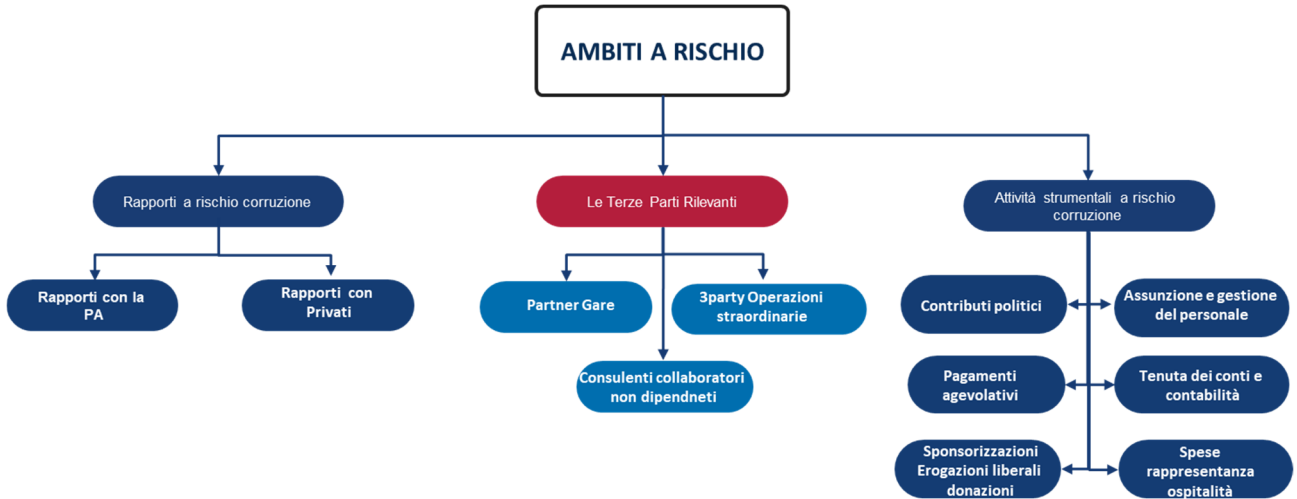 AMBITI A RISCHIO
Rapporti a rischio corruzione
Le Terze Parti Rilevanti
Attività strumentali a rischio
corruzione
Rapporti con la
PA
Rapporti con
Privati
Partner Gare
3party Operazioni
straordinarie
Consulenti collaboratori
non dipendneti
Contributi politici
Assunzione e gestione
del personale
Pagamenti
agevolativi
Tenuta dei conti e
contabilità
Sponsorizzazioni
Erogazioni liberali
donazioni
Spese
rappresentanza
ospitalità